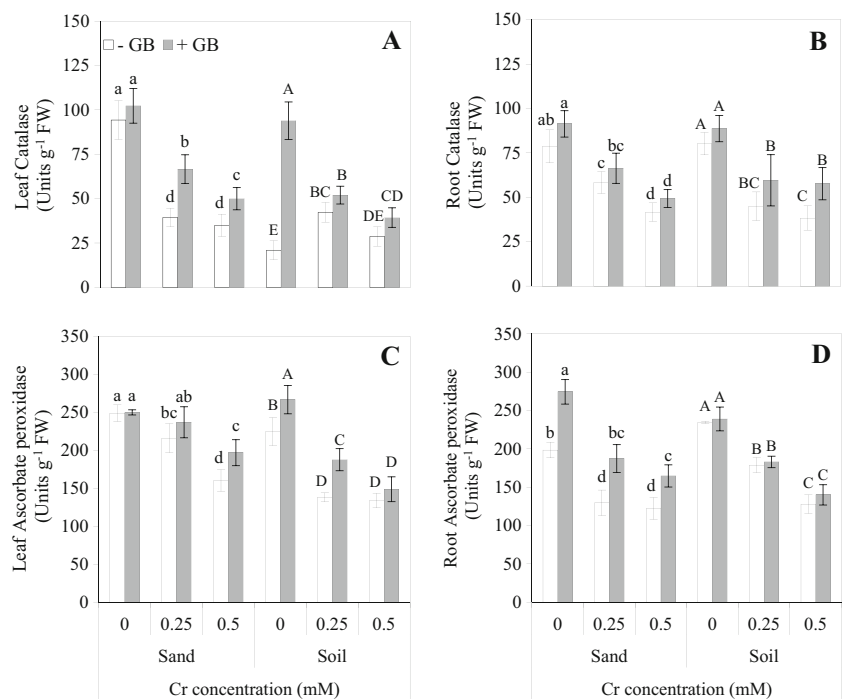 A
- GB + GB
Leaf Catalase
(Units g-1 FW)
150
125
100
75
50
25
0
a a
d b
d c
E A
BC B
DE CD
B
Root Catalase
(Units g-1 FW)
150
125
100
75
50
25
0
ab a
c bc
d d
A A
BC B
C B
C
Leaf Ascorbate peroxidase
(Units g-1 FW)
350
300
250
200
150
100
50
0
a a
bc ab
d c
B A
D C
D D
0 0.25 0.5 0 0.25 0.5
Sand Soil
Cr concentration (mM)
D
Root Ascorbate peroxidase
(Units g-1 FW)
350
300
250
200
150
100
50
0
b a
d bc
d c
A A
B B
C C
0 0.25 0.5 0 0.25 0.5
Sand Soil
Cr concentration (mM)